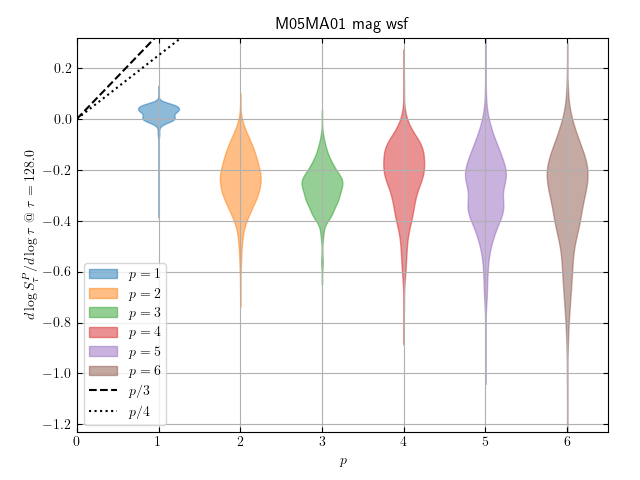 M05MA01 mag wsf
d log S_τ^P / d log τ @ τ = 128.0
0.2
0.0
−0.2
−0.4
−0.6
−0.8
−1.0
−1.2
p = 1
p = 2
p = 3
p = 4
p = 5
p = 6
p/3
p/4
0 1 2 3 4 5 6
p